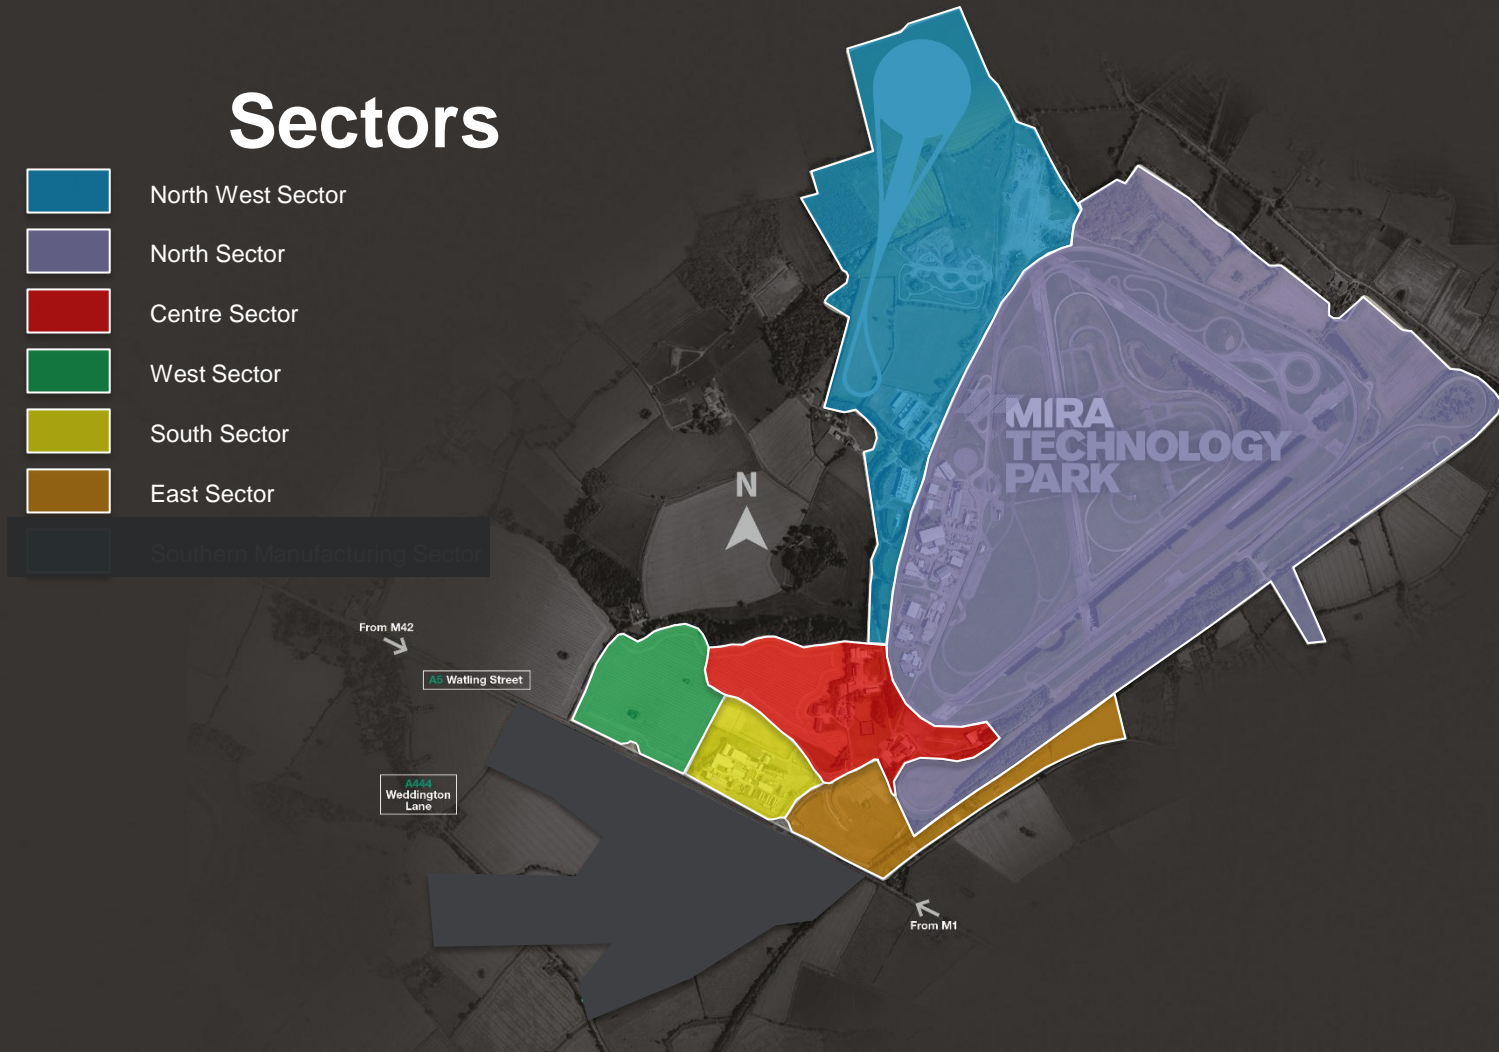 Sectors
North West Sector
North Sector
Centre Sector
West Sector
South Sector
East Sector
Southern Manufacturing Sector
MIRA
TECHNOLOGY
PARK
N
From M42
A5 Watling Street
A444
Weddington
Lane
From M1